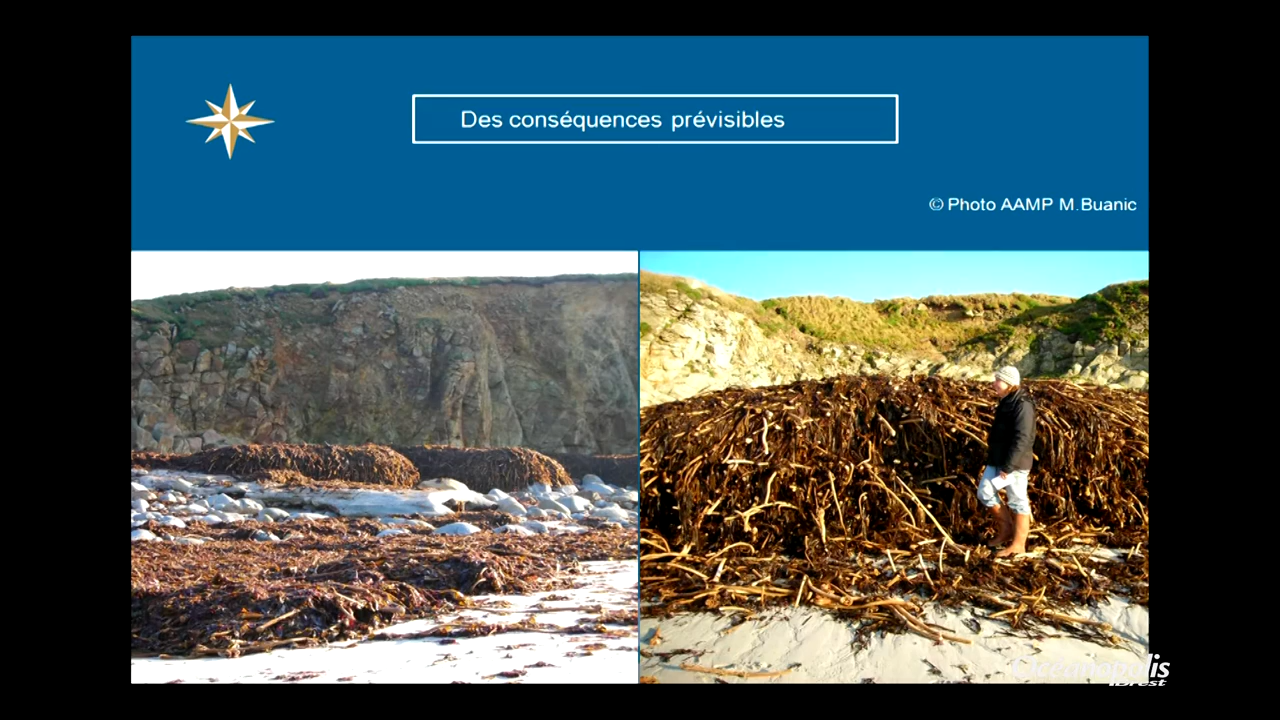 Des conséquences prévisibles
© Photo AAMP M.Buanic
Océanopolis
Brest